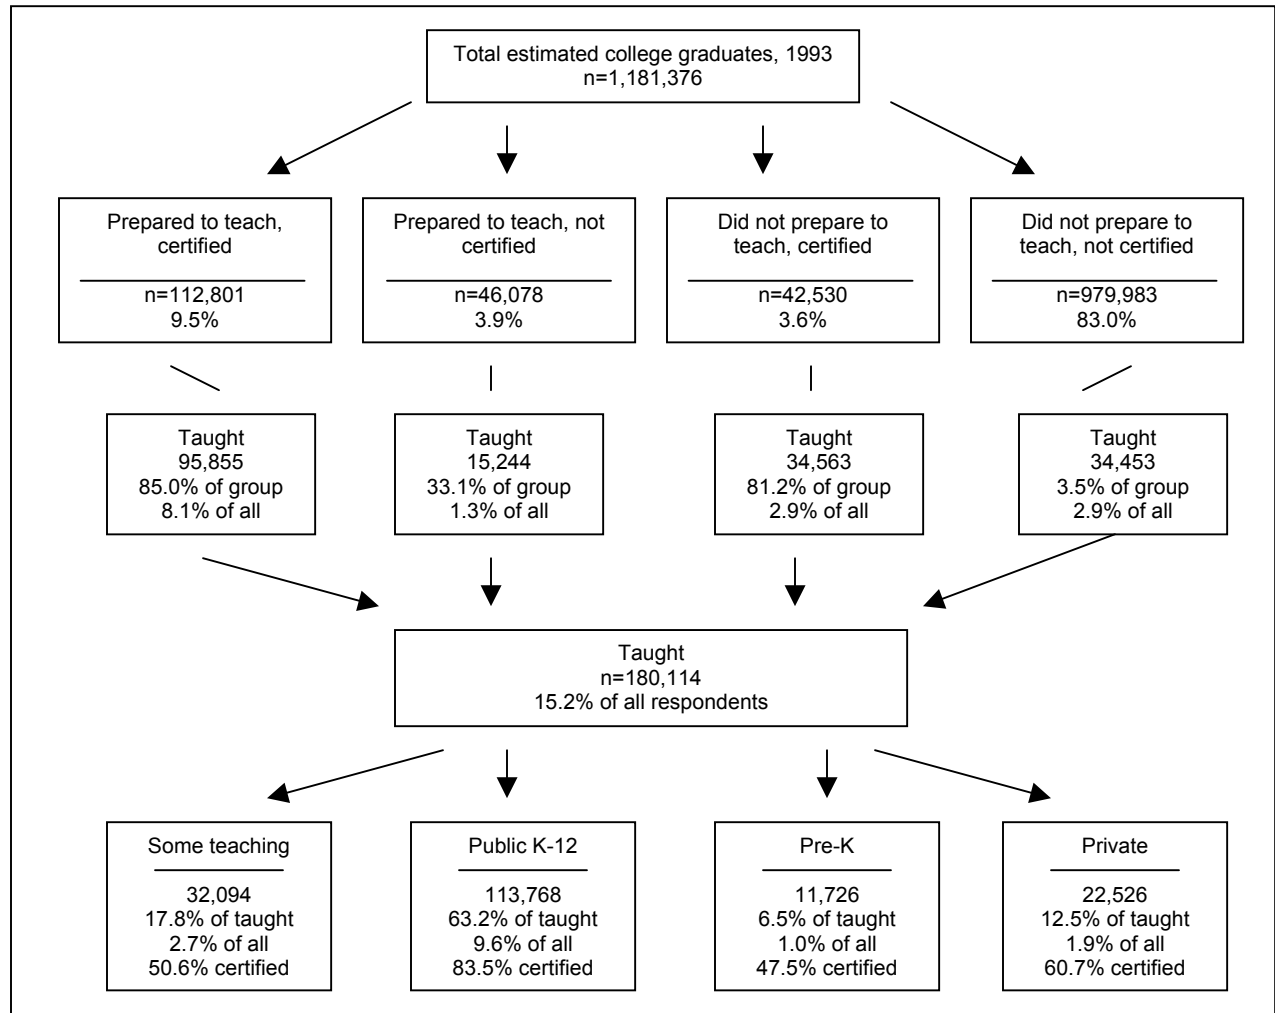 Total estimated college graduates, 1993
n=1,181,376
Prepared to teach,
certified
n=112,801
9.5%
Prepared to teach, not
certified
n=46,078
3.9%
Did not prepare to
teach, certified
n=42,530
3.6%
Did not prepare to
teach, not certified
n=979,983
83.0%
Taught
95,855
85.0% of group
8.1% of all
Taught
15,244
33.1% of group
1.3% of all
Taught
34,563
81.2% of group
2.9% of all
Taught
34,453
3.5% of group
2.9% of all
Taught
n=180,114
15.2% of all respondents
Some teaching
32,094
17.8% of taught
2.7% of all
50.6% certified
Public K-12
113,768
63.2% of taught
9.6% of all
83.5% certified
Pre-K
11,726
6.5% of taught
1.0% of all
47.5% certified
Private
22,526
12.5% of taught
1.9% of all
60.7% certified